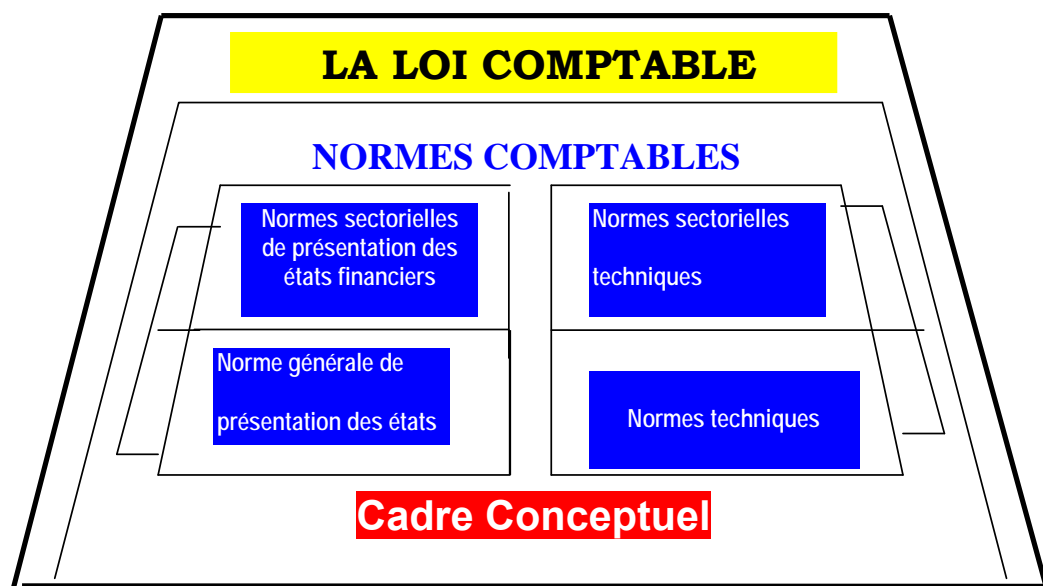 LA LOI COMPTABLE
NORMES COMPTABLES
Normes sectorielles
de présentation des
états financiers
Normes sectorielles
techniques
Norme générale de
présentation des états
Normes techniques
Cadre Conceptuel